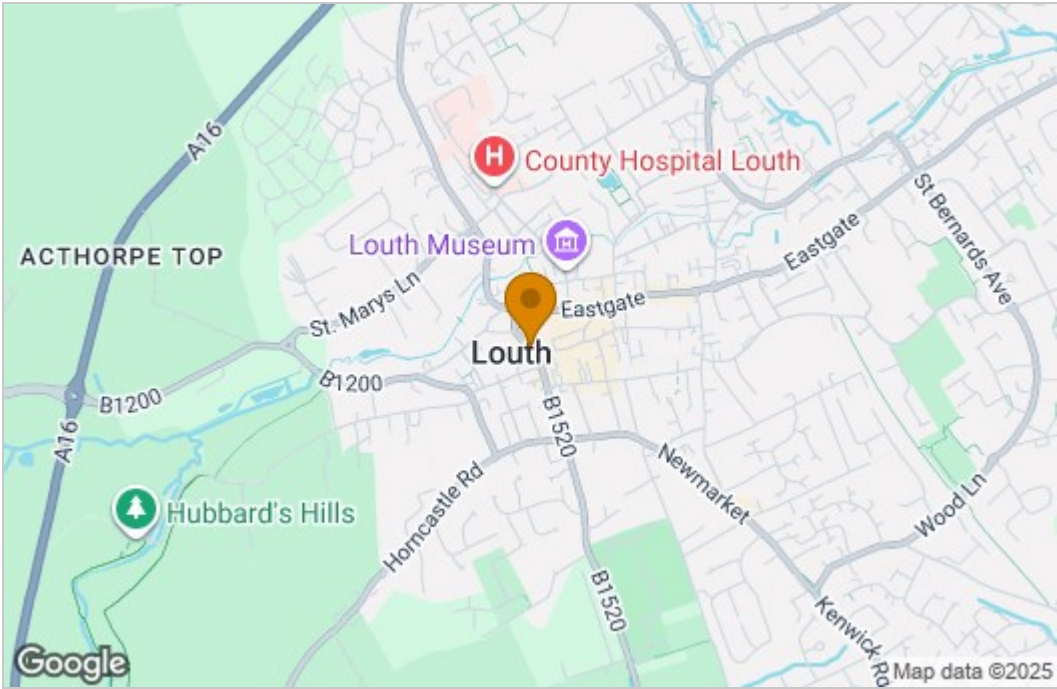 A16
H
County Hospital Louth
Louth Museum
ACTHORPE TOP
St. Marys Ln
Eastgate
Eastgate
St Bernards Ave
Louth
B1200
B1200
A16
B1520
Newmarket
Horncastle Rd
Hubbard's Hills
Wood Ln
B1520
Kenwick Rd
Google
Map data ©2025